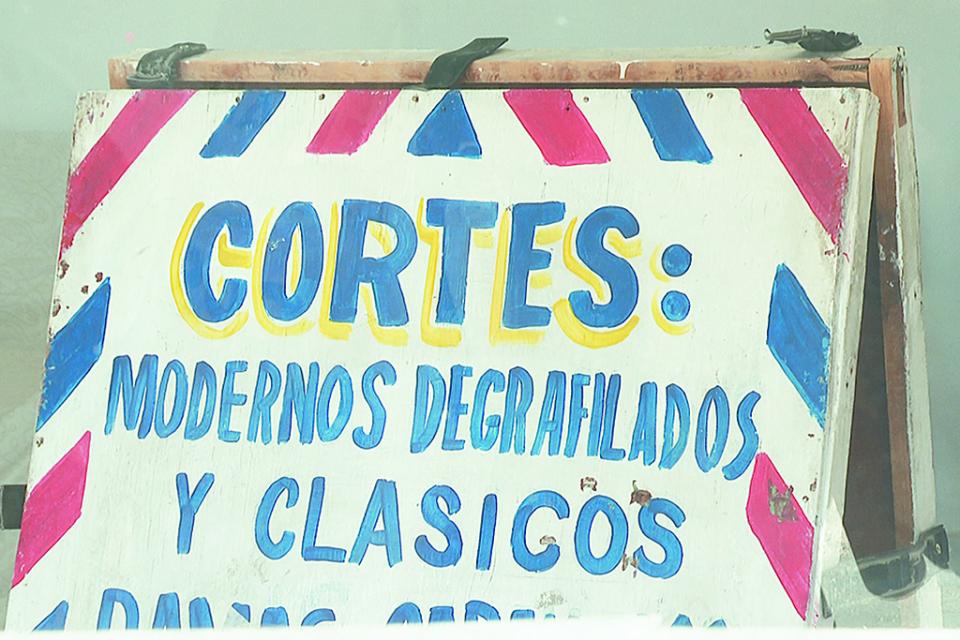 CORTES:
MODERNOS DEGRAFILADOS
Y CLASICOS